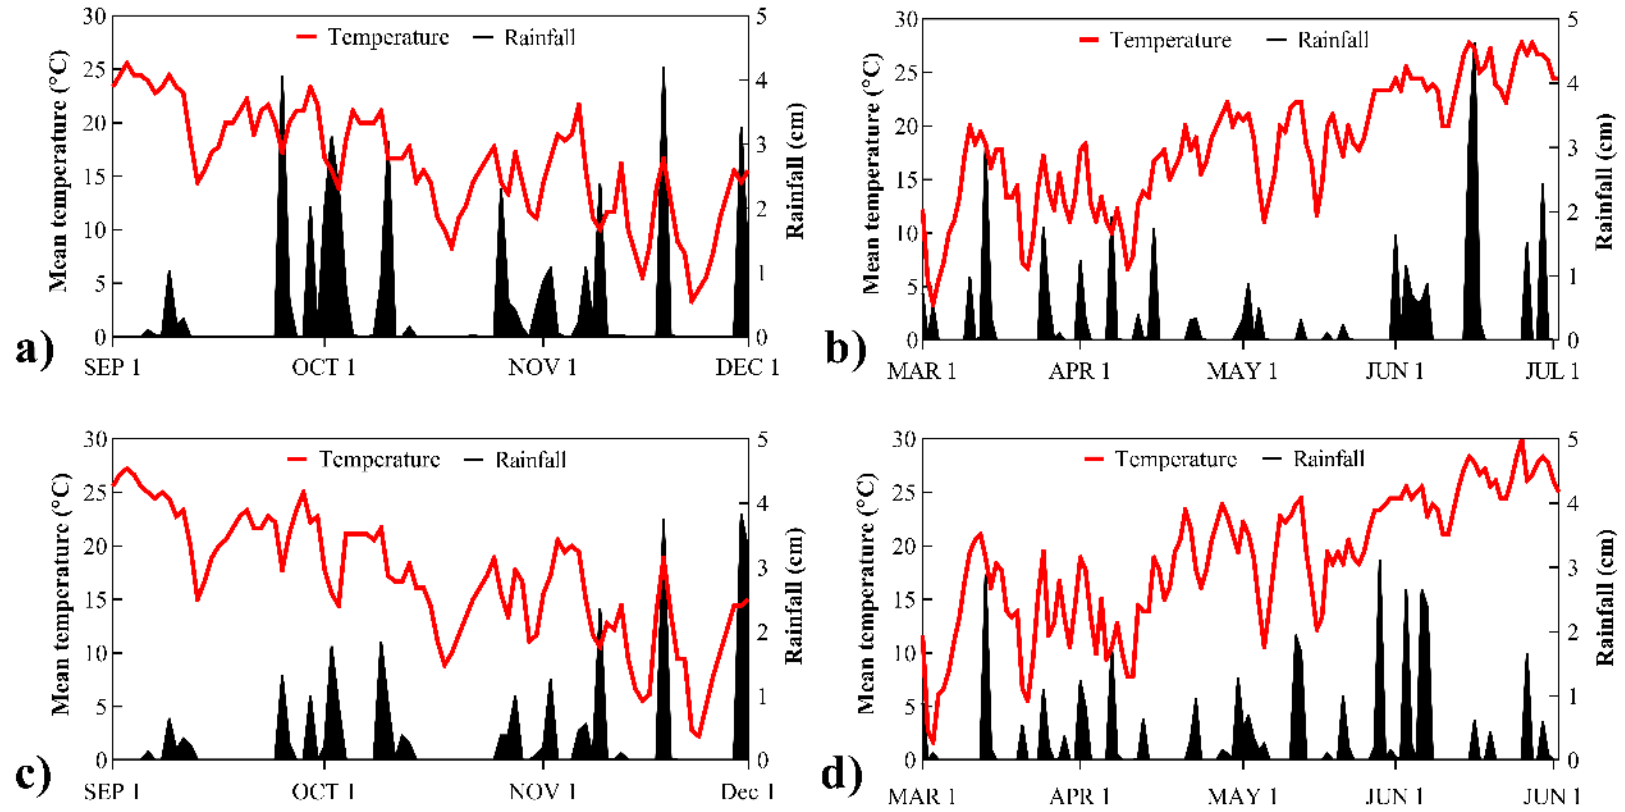 a)
Temperature Rainfall
Mean temperature (°C)
30
25
20
15
10
5
0
Rainfall (cm)
5
4
3
2
1
0
SEP 1 OCT 1 NOV 1 DEC 1
b)
Temperature Rainfall
Mean temperature (°C)
30
25
20
15
10
5
0
Rainfall (cm)
5
4
3
2
1
0
MAR 1 APR 1 MAY 1 JUN 1 JUL 1
c)
Temperature Rainfall
Mean temperature (°C)
30
25
20
15
10
5
0
Rainfall (cm)
5
4
3
2
1
0
SEP 1 OCT 1 NOV 1 Dec 1
d)
Temperature Rainfall
Mean temperature (°C)
30
25
20
15
10
5
0
Rainfall (cm)
5
4
3
2
1
0
MAR 1 APR 1 MAY 1 JUN 1 JUN 1